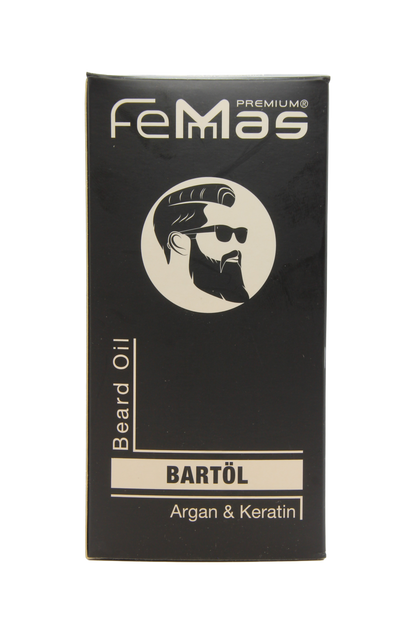 PREMIUM®
FeMMas
Beard Oil
BARTÖL
Argan & Keratin